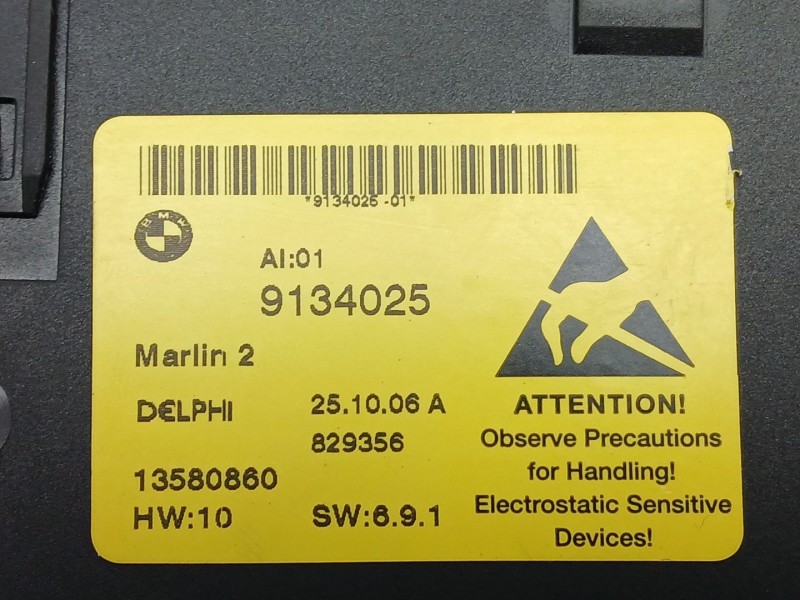 *9134025-01*
BMW
AI:01
9134025
Marlin 2
DELPHI
25.10.06 A
829356
13580860
HW:10
SW:6.9.1
ATTENTION!
Observe Precautions
for Handling!
Electrostatic Sensitive
Devices!